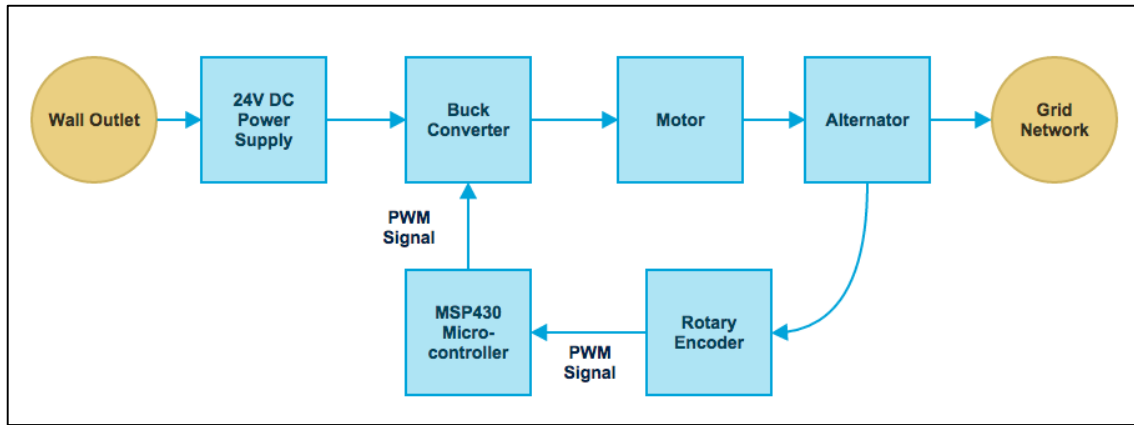 Wall Outlet
24V DC
Power
Supply
Buck
Converter
Motor
Alternator
Grid
Network
PWM
Signal
MSP430
Micro-
controller
PWM
Signal
Rotary
Encoder